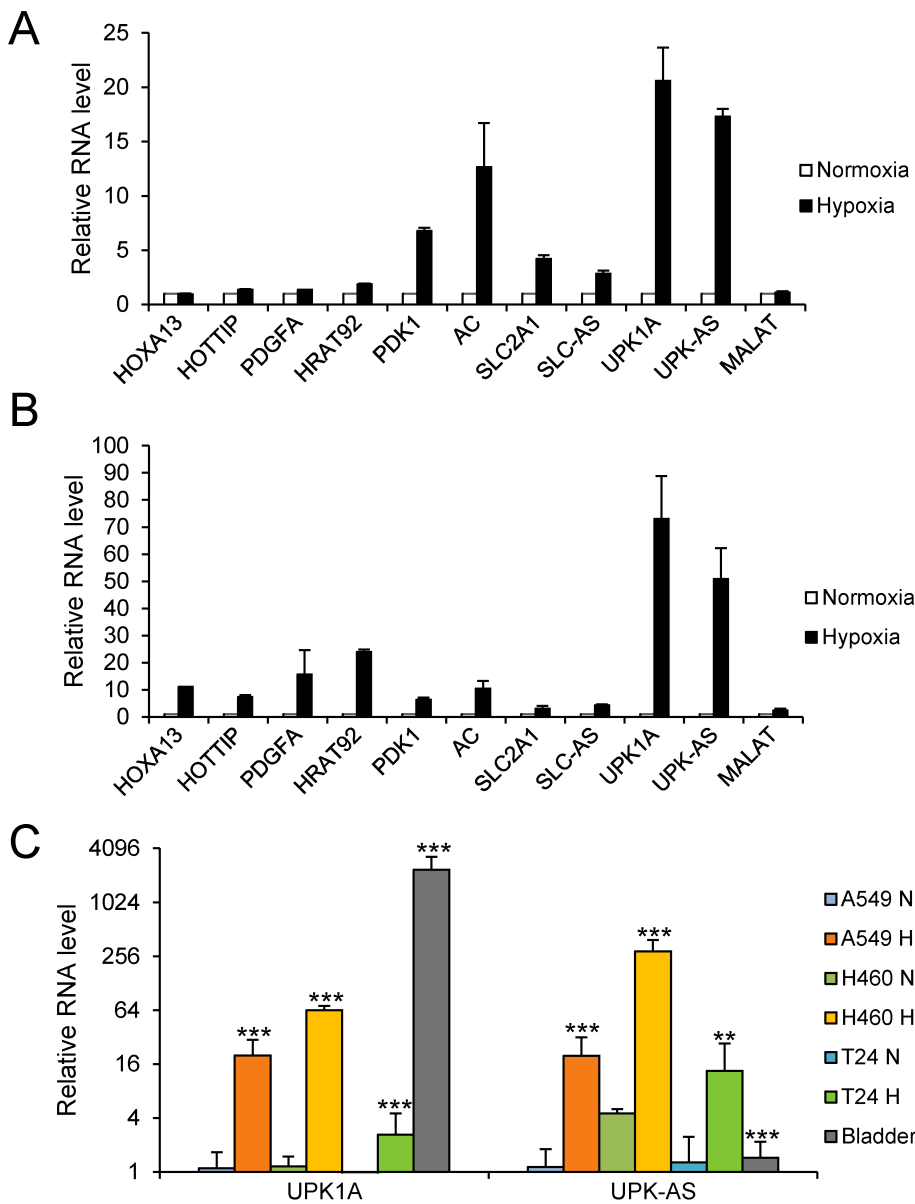 A
Relative RNA level
25
20
15
10
5
0
HOXA13
HOTTIP
PDGFA
HRAT92
PDK1
AC
SLC2A1
SLC-AS
UPK1A
UPK-AS
MALAT
Normoxia
Hypoxia
B
Relative RNA level
100
90
80
70
60
50
40
30
20
10
0
HOXA13
HOTTIP
PDGFA
HRAT92
PDK1
AC
SLC2A1
SLC-AS
UPK1A
UPK-AS
MALAT
Normoxia
Hypoxia
C
Relative RNA level
4096
1024
256
64
16
4
1
***
***
***
***
***
***
**
***
UPK1A
UPK-AS
A549 N
A549 H
H460 N
H460 H
T24 N
T24 H
Bladder